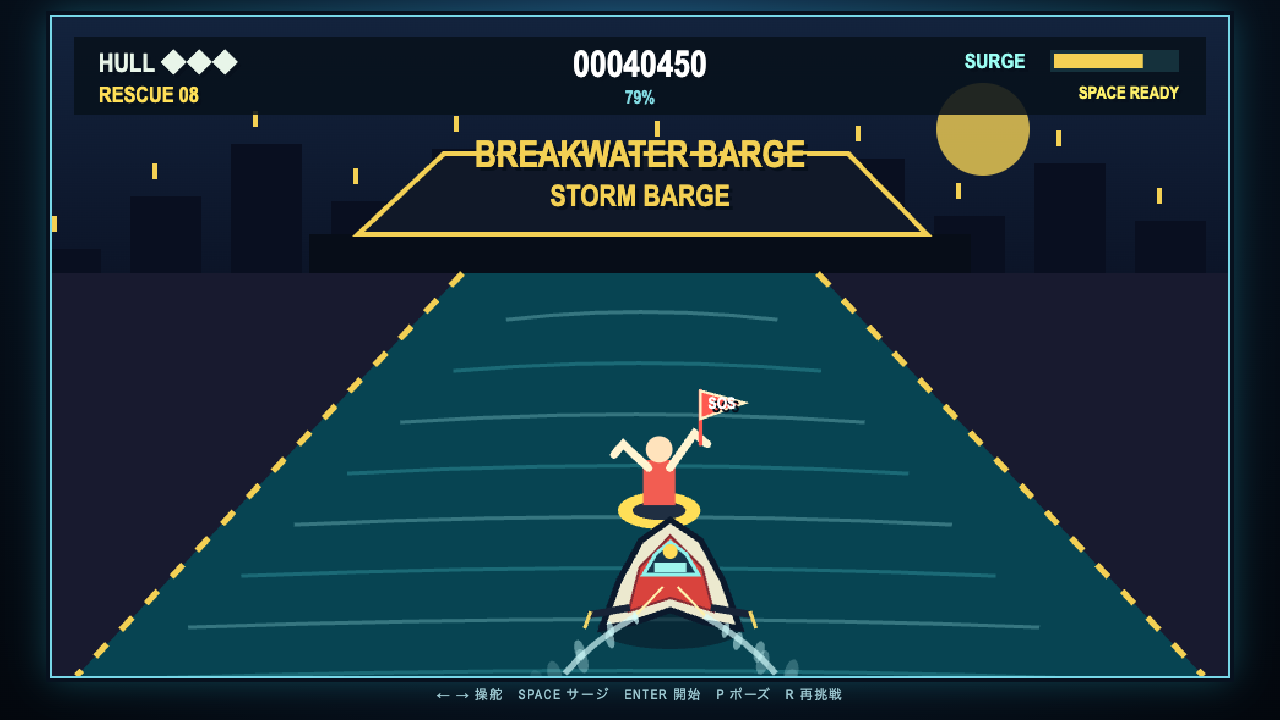 HULL
RESCUE 08
00040450
79%
SURGE
SPACE READY
BREAKWATER BARGE
STORM BARGE
SOS
← → 操舵 SPACE サージ ENTER 開始 P ポーズ R 再挑戦